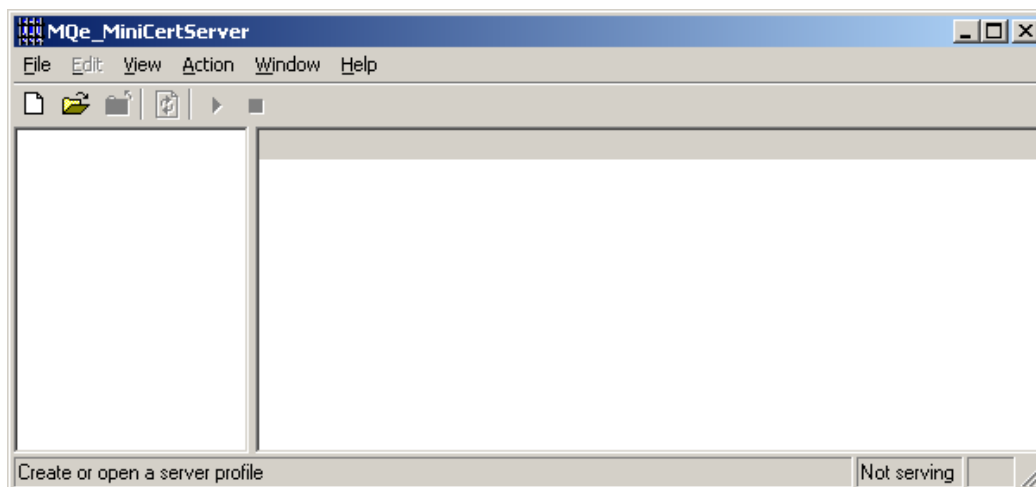 MQe_MiniCertServer
File Edit View Action Window Help
Create or open a server profile Not serving